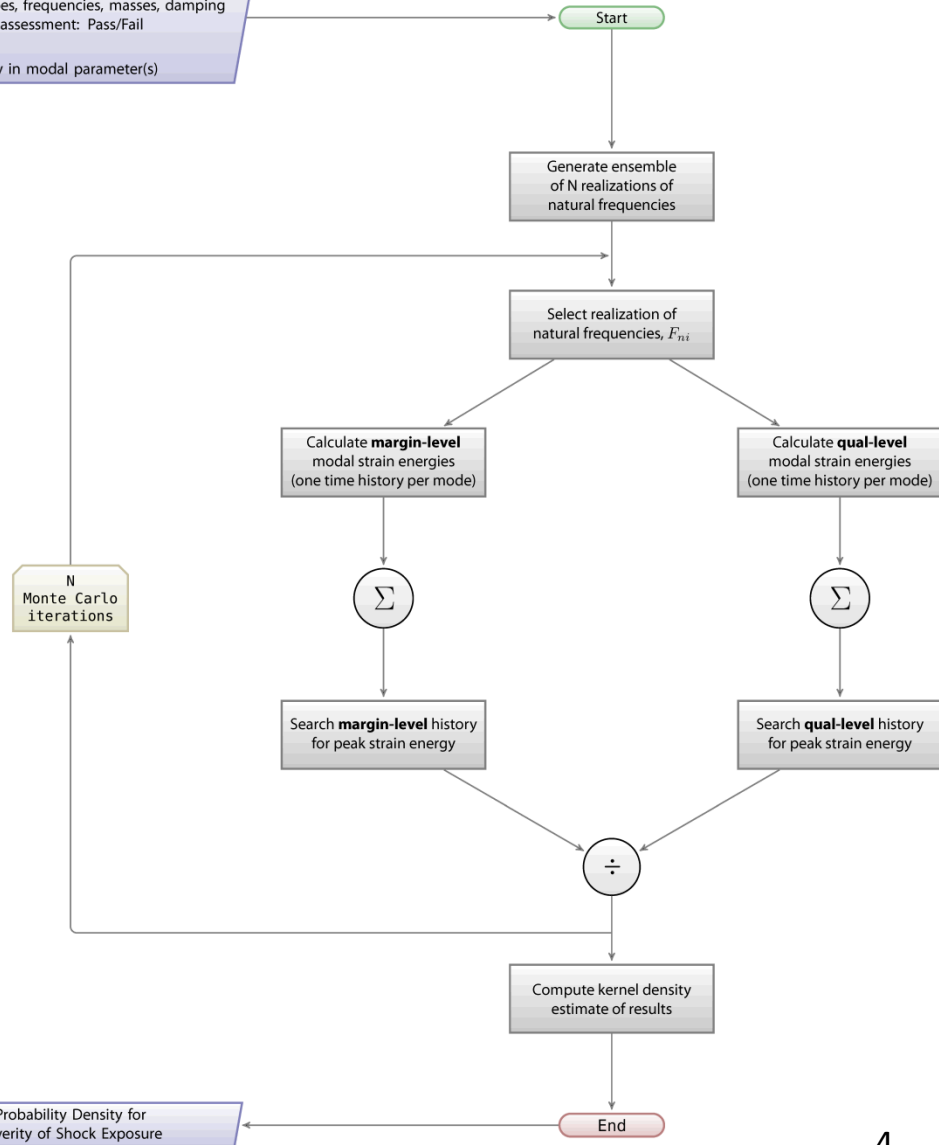 frequencies, masses, damping
assessment: Pass/Fail
in modal parameter(s)
Start
Generate ensemble
of N realizations of
natural frequencies
Select realization of
natural frequencies, F_{ni}
Calculate margin-level
modal strain energies
(one time history per mode)
Calculate qual-level
modal strain energies
(one time history per mode)
N
Monte Carlo
iterations
Σ
Σ
Search margin-level history
for peak strain energy
Search qual-level history
for peak strain energy
÷
Compute kernel density
estimate of results
Probability Density for
of Shock Exposure
End